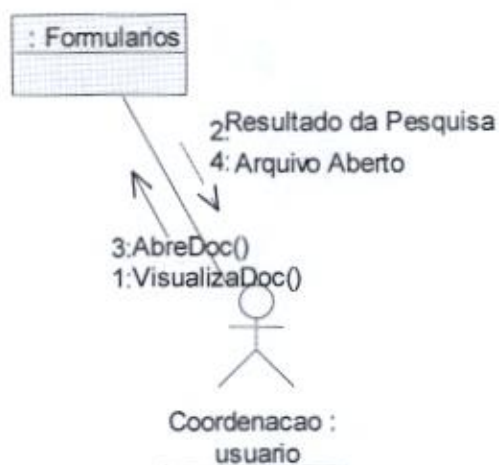 : Formularios
2:Resultado da Pesquisa
4: Arquivo Aberto
3:AbreDoc()
1:VisualizaDoc()
Coordenacao :
usuario